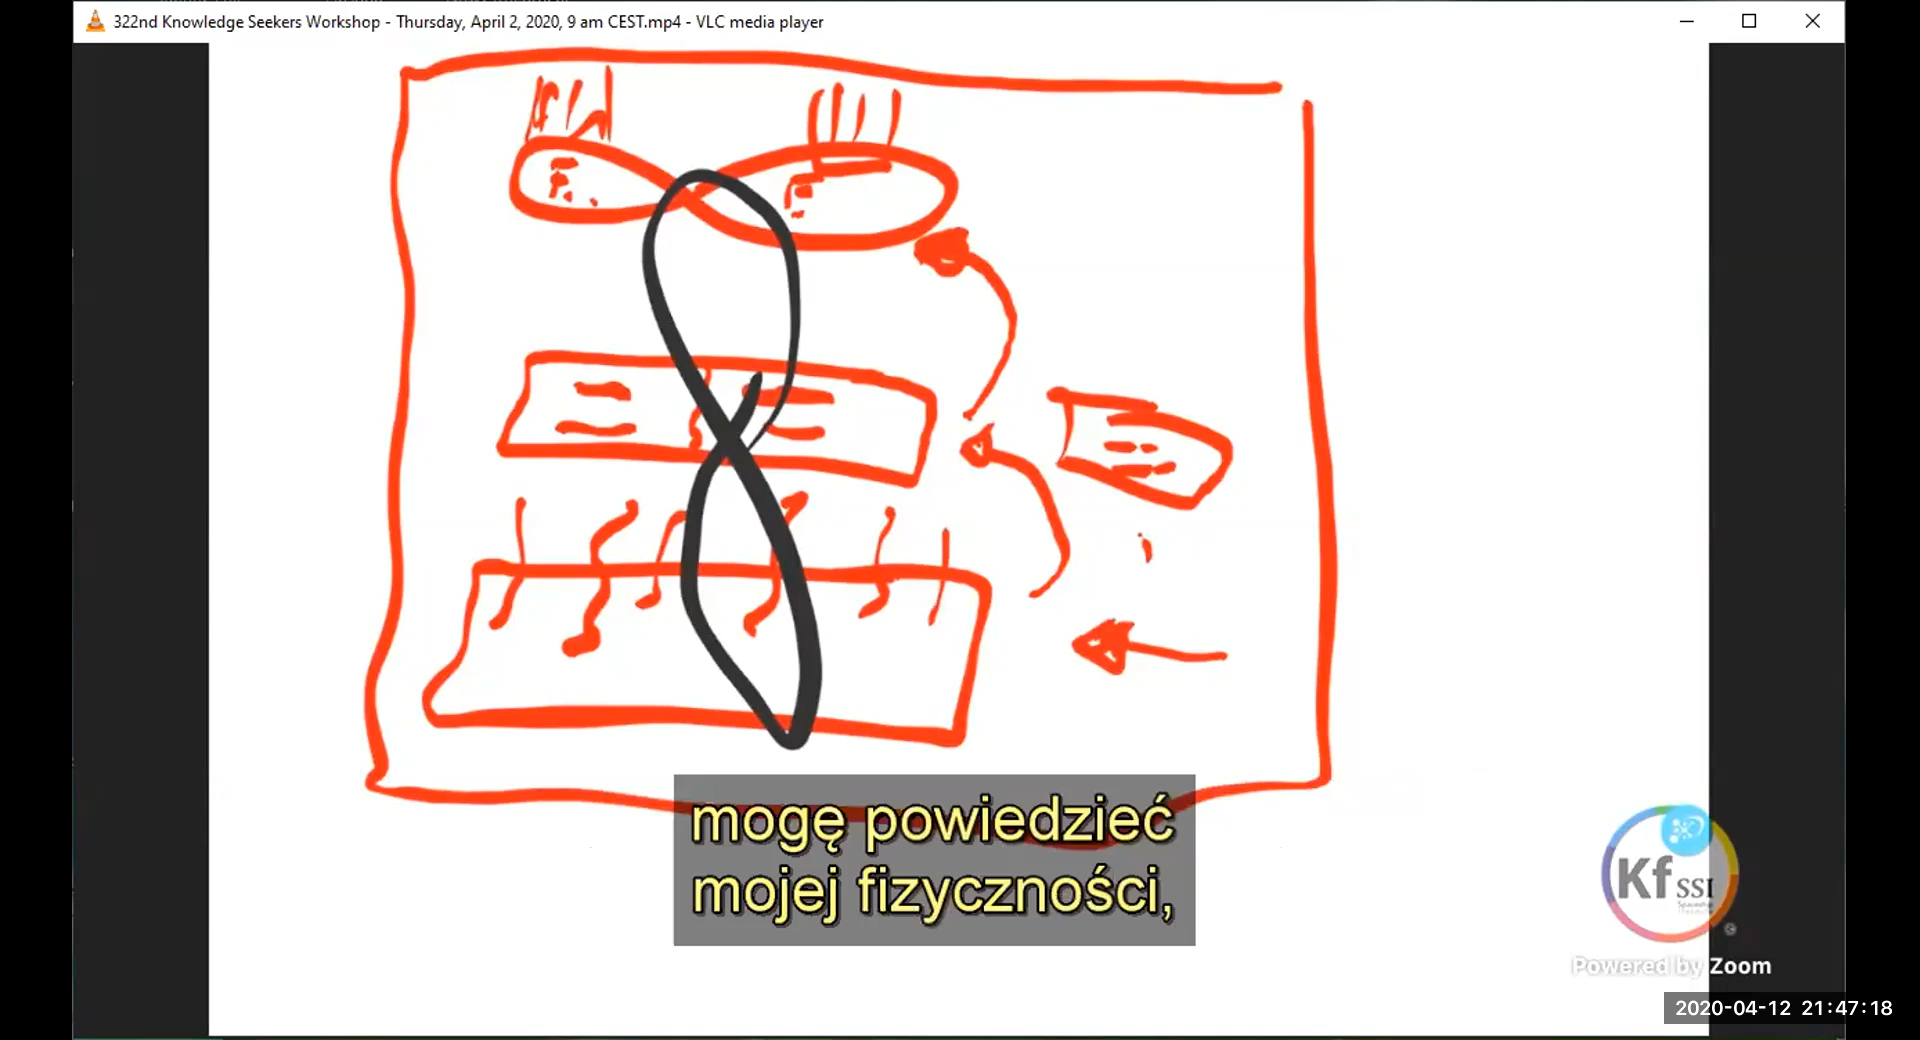 322nd Knowledge Seekers Workshop - Thursday, April 2, 2020, 9 am CEST.mp4 - VLC media player
mogę powiedzieć
mojej fizyczności,
Kf SSI
Powered by Zoom
2020-04-12 21:47:18